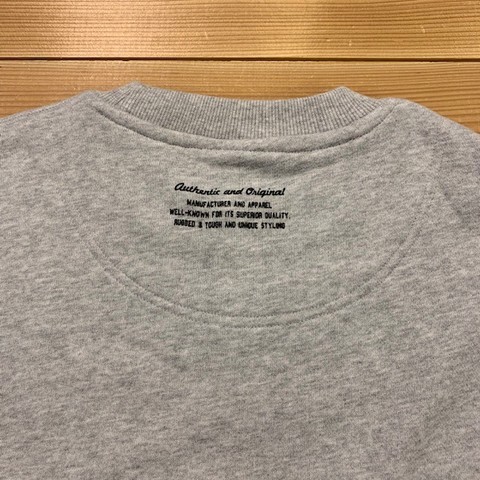 Authentic and Original
MANUFACTURER AND APPAREL
WELL-KNOWN FOR ITS SUPERIOR QUALITY.
RUGGED & TOUGH AND UNIQUE STYLING